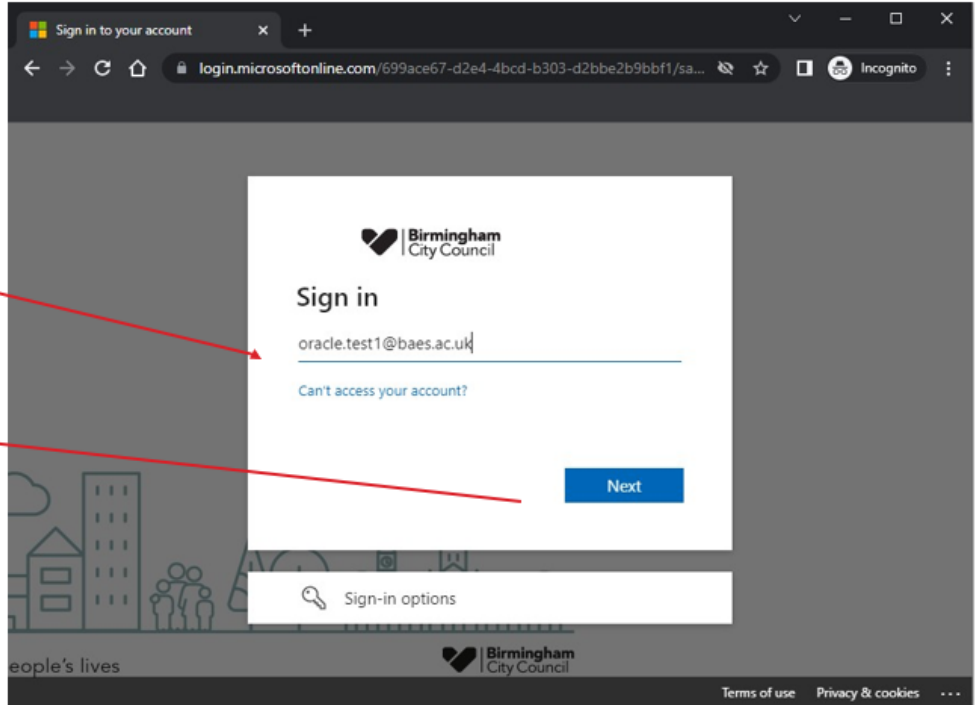 Sign in to your account
login.microsoftonline.com/699ace67-d2e4-4bcd-b303-d2bbe2b9bbf1/sa...
Incognito
Birmingham
City Council
Sign in
oracle.test1@baes.ac.uk
Can't access your account?
Next
Sign-in options
eople's lives
Birmingham
City Council
Terms of use Privacy & cookies ...